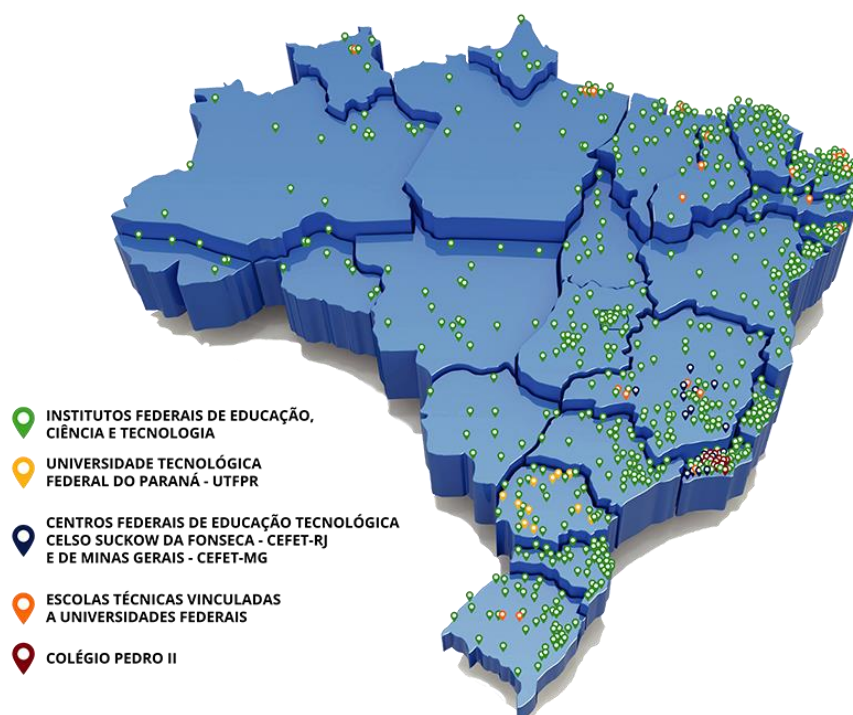 INSTITUTOS FEDERAIS DE EDUCAÇÃO,
CIÊNCIA E TECNOLOGIA
UNIVERSIDADE TECNOLÓGICA
FEDERAL DO PARANÁ - UTFPR
CENTROS FEDERAIS DE EDUCAÇÃO TECNOLÓGICA
CELSO SUCKOW DA FONSECA - CEFET-RJ
E DE MINAS GERAIS - CEFET-MG
ESCOLAS TÉCNICAS VINCULADAS
A UNIVERSIDADES FEDERAIS
COLÉGIO PEDRO II